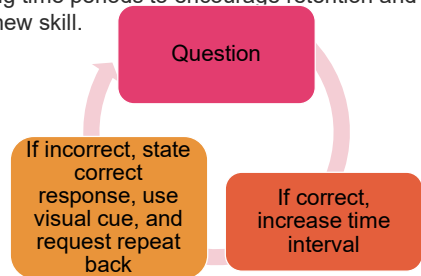 time periods to encourage retention and
new skill.
Question
If incorrect, state
correct
response, use
visual cue, and
request repeat
back
If correct,
increase time
interval